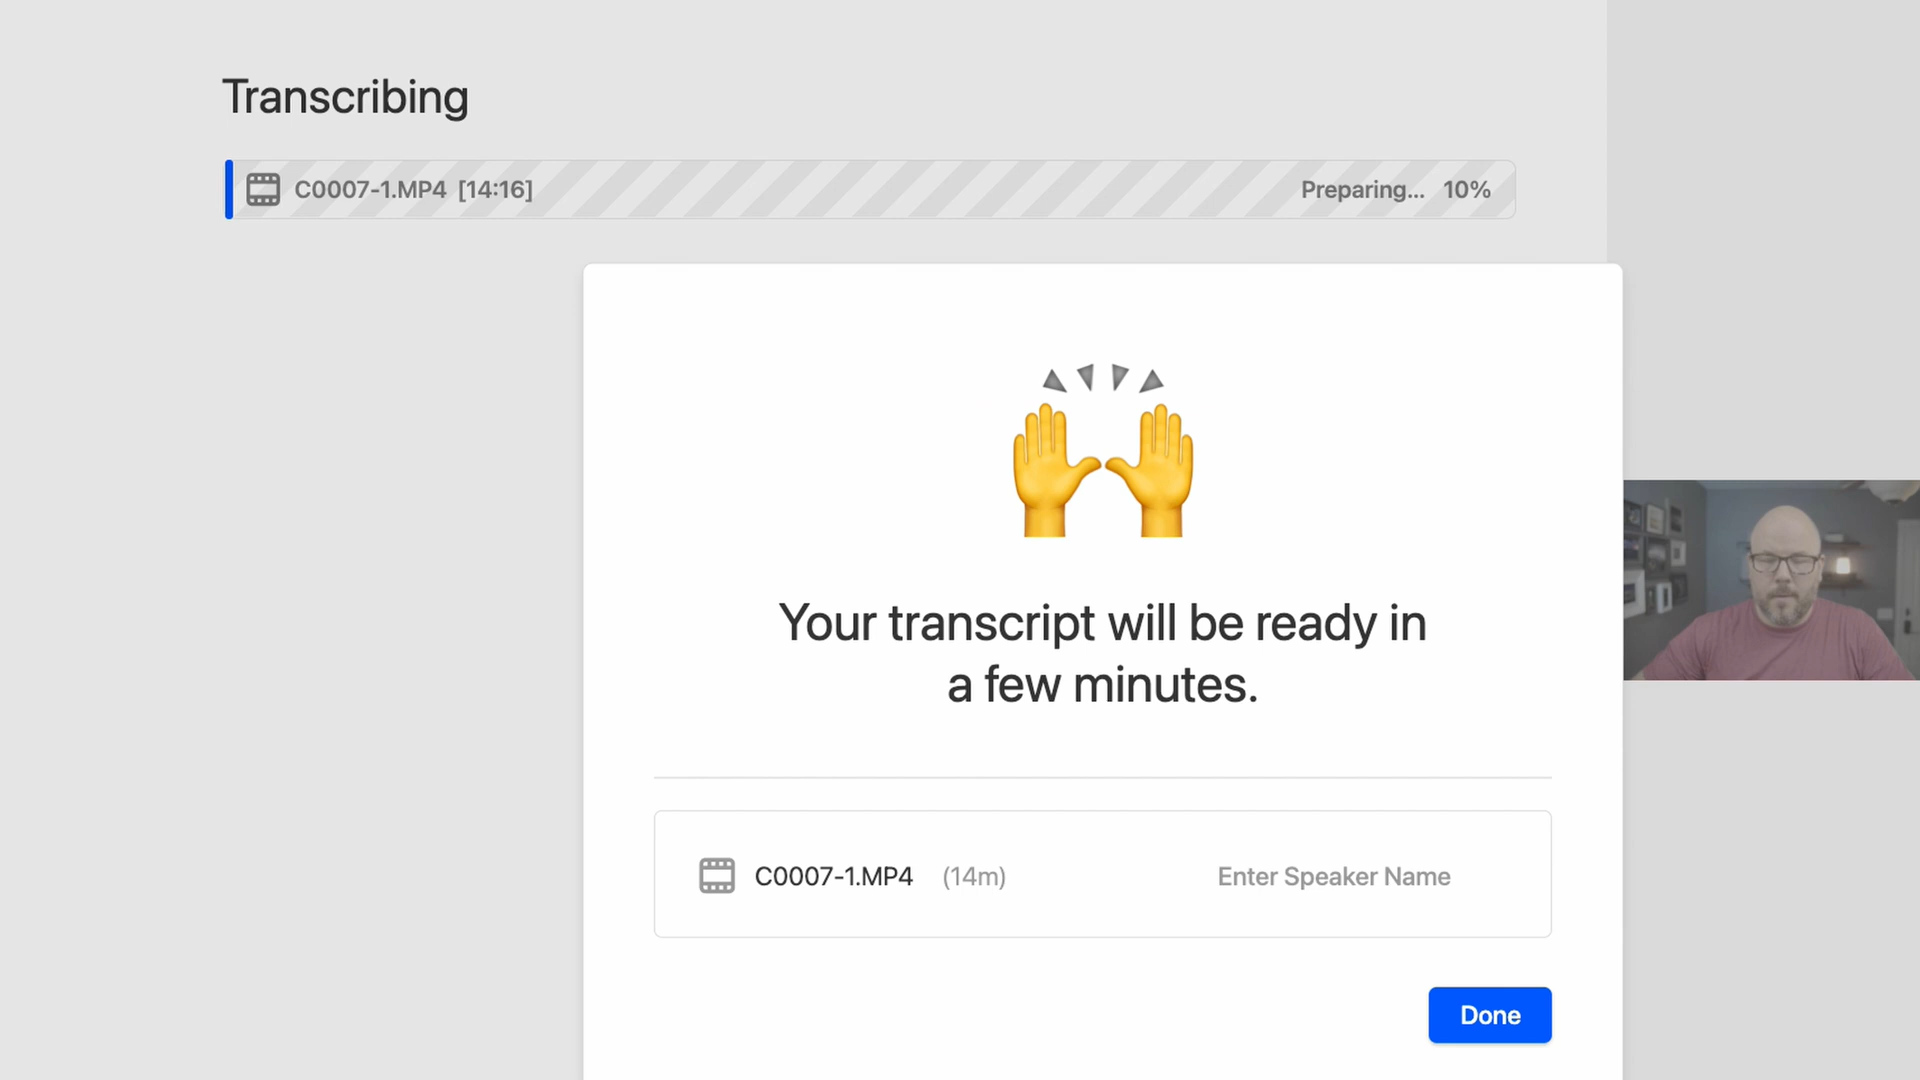 Transcribing
C0007-1.MP4 [14:16] Preparing... 10%
Your transcript will be ready in
a few minutes.
C0007-1.MP4 (14m) Enter Speaker Name
Done